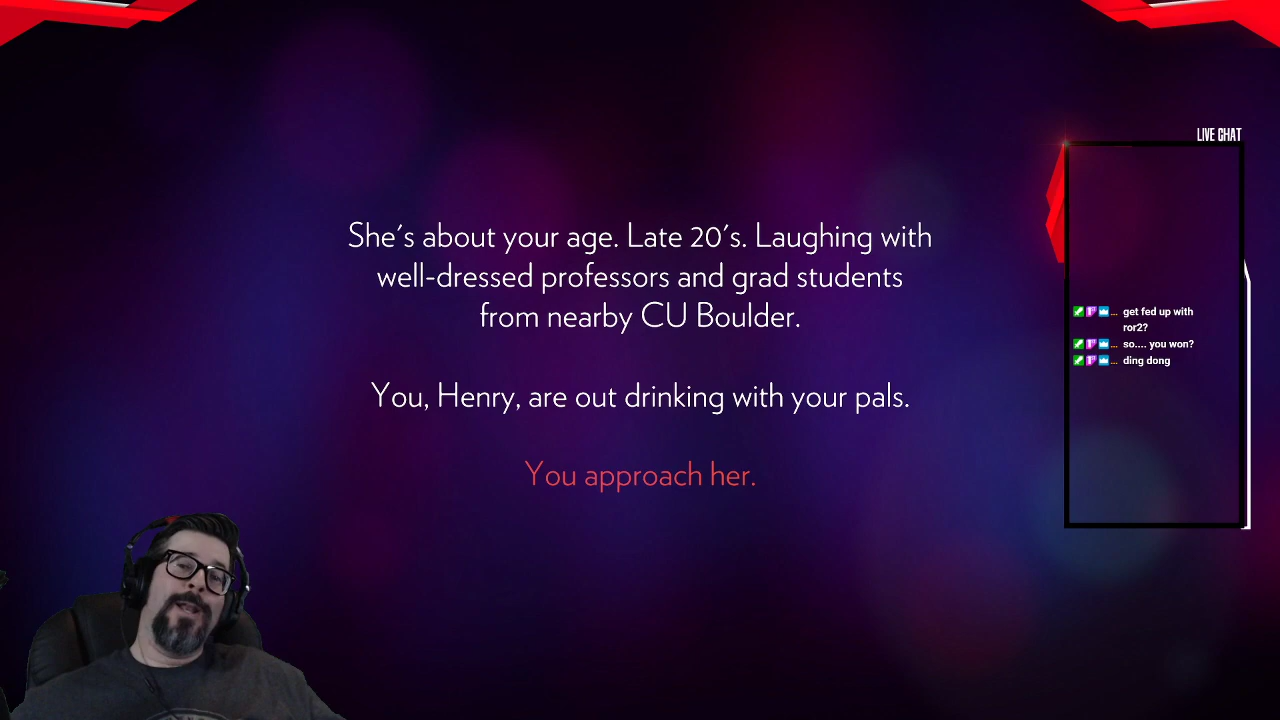 LIVE CHAT
She's about your age. Late 20's. Laughing with
well-dressed professors and grad students
from nearby CU Boulder.
You, Henry, are out drinking with your pals.
You approach her.
... get fed up with
ror2?
... so.... you won?
... ding dong